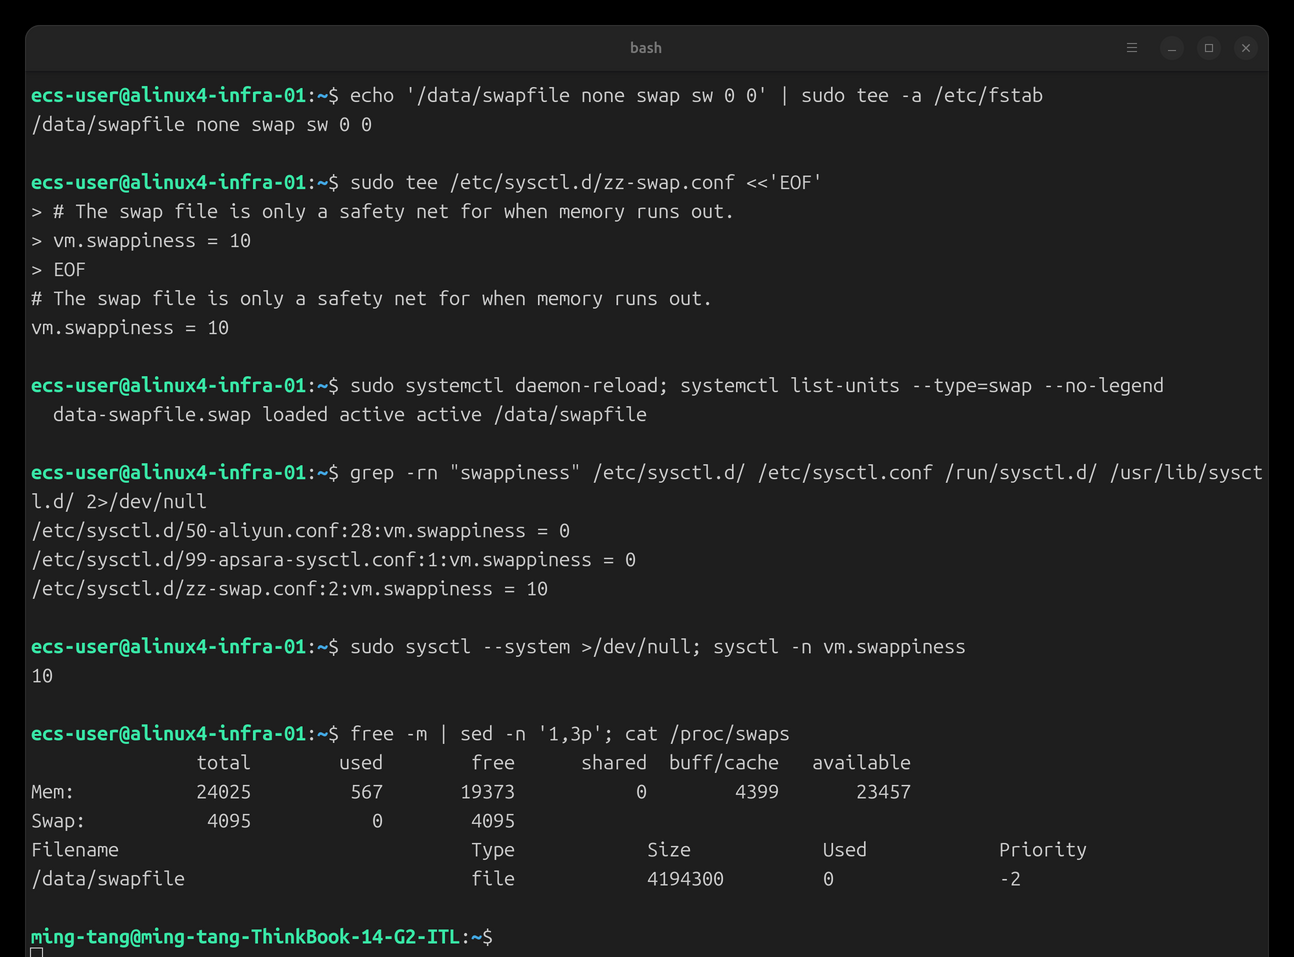 bash
ecs-user@alinux4-infra-01:~$ echo '/data/swapfile none swap sw 0 0' | sudo tee -a /etc/fstab
/data/swapfile none swap sw 0 0
ecs-user@alinux4-infra-01:~$ sudo tee /etc/sysctl.d/zz-swap.conf <<'EOF'
> # The swap file is only a safety net for when memory runs out.
> vm.swappiness = 10
> EOF
# The swap file is only a safety net for when memory runs out.
vm.swappiness = 10
ecs-user@alinux4-infra-01:~$ sudo systemctl daemon-reload; systemctl list-units --type=swap --no-legend
  data-swapfile.swap loaded active active /data/swapfile
ecs-user@alinux4-infra-01:~$ grep -rn "swappiness" /etc/sysctl.d/ /etc/sysctl.conf /run/sysctl.d/ /usr/lib/sysct
l.d/ 2>/dev/null
/etc/sysctl.d/50-aliyun.conf:28:vm.swappiness = 0
/etc/sysctl.d/99-apsara-sysctl.conf:1:vm.swappiness = 0
/etc/sysctl.d/zz-swap.conf:2:vm.swappiness = 10
ecs-user@alinux4-infra-01:~$ sudo sysctl --system >/dev/null; sysctl -n vm.swappiness
10
ecs-user@alinux4-infra-01:~$ free -m | sed -n '1,3p'; cat /proc/swaps
               total        used        free      shared  buff/cache   available
Mem:           24025         567       19373           0        4399       23457
Swap:           4095           0        4095
Filename                                Type            Size            Used            Priority
/data/swapfile                          file            4194300         0               -2
ming-tang@ming-tang-ThinkBook-14-G2-ITL:~$